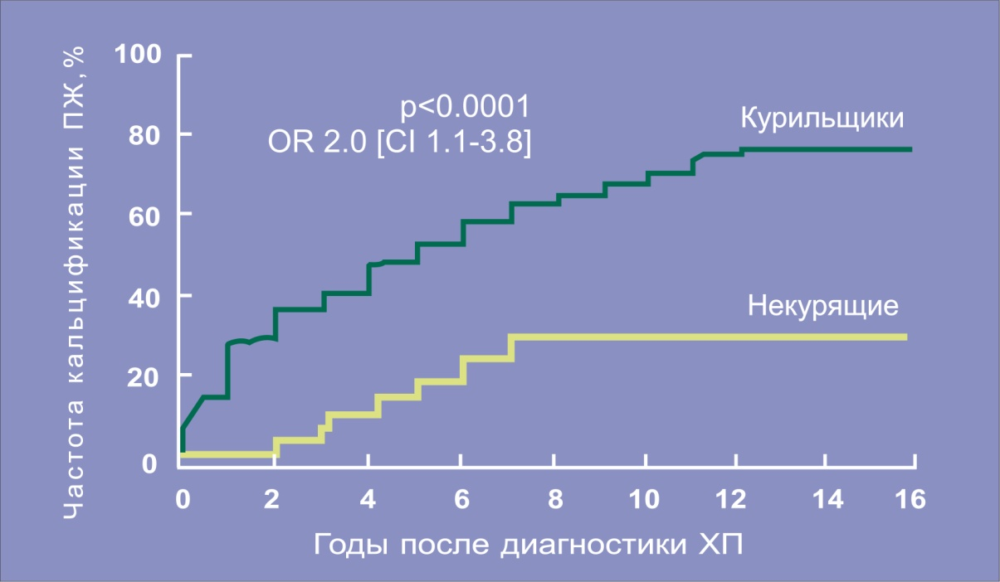 Частота кальцификации ПЖ, %
100
80
60
40
20
0
p<0.0001
OR 2.0 [CI 1.1-3.8]
Курильщики
Некурящие
0 2 4 6 8 10 12 14 16
Годы после диагностики ХП